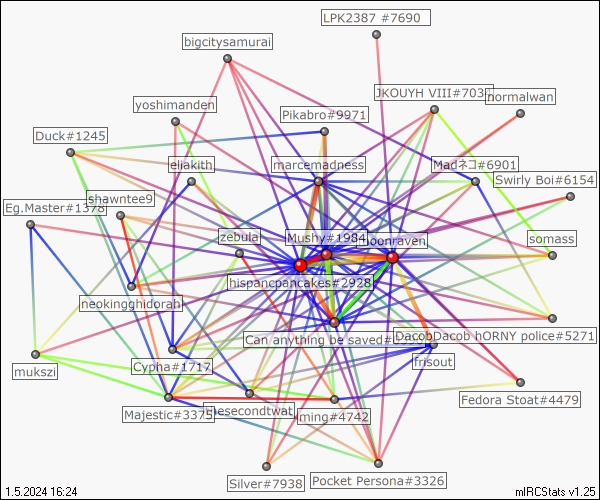 LPK2387 #7690
bigcitysamurai
JKOUYH VIII#703
normalwan
yoshimanden
Pikabro#9971
Duck#1245
eliakith
marcemadness
Madネコ#6901
Swirly Boi#6154
shawntee9
Eg.Master#1378
zebula
Mushy#1984
moonraven
somass
hispancpancakes#2928
neokingghidorah
Can anything be saved#
DacobDacob hORNY police#5271
frisout
Cypha#1717
mukszi
Fedora Stoat#4479
Majestic#3375
thesecondtwat
ming#4742
Silver#7938
Pocket Persona#3326
1.5.2024 16:24
mIRCStats v1.25